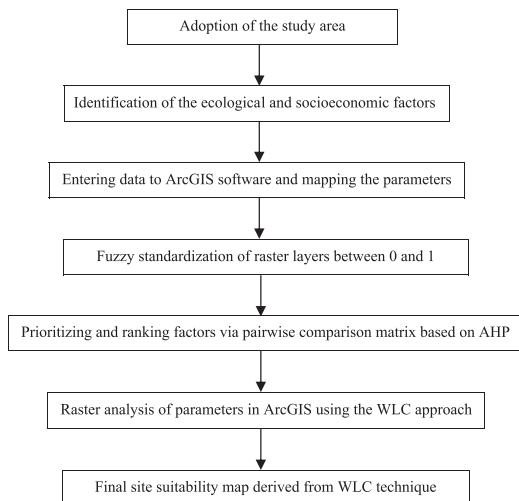 Adoption of the study area
Identification of the ecological and socioeconomic factors
Entering data to ArcGIS software and mapping the parameters
Fuzzy standardization of raster layers between 0 and 1
Prioritizing and ranking factors via pairwise comparison matrix based on AHP
Raster analysis of parameters in ArcGIS using the WLC approach
Final site suitability map derived from WLC technique